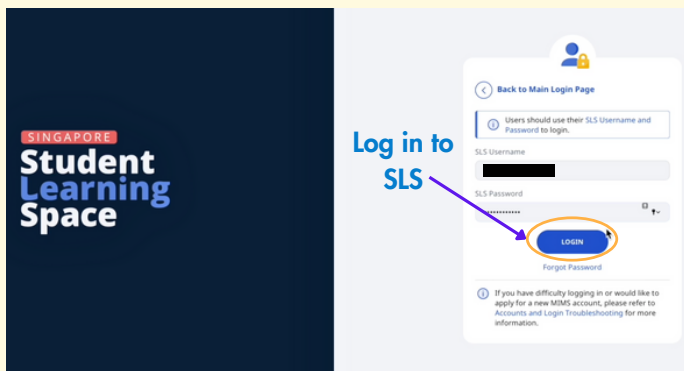 SINGAPORE
Student
Learning
Space
Log in to
SLS
Back to Main Login Page
Users should use their SLS Username and
Password to login.
SLS Username
SLS Password
LOGIN
Forgot Password
If you have difficulty logging in or would like to
apply for a new MIMS account, please refer to
Accounts and Login Troubleshooting for more
information.